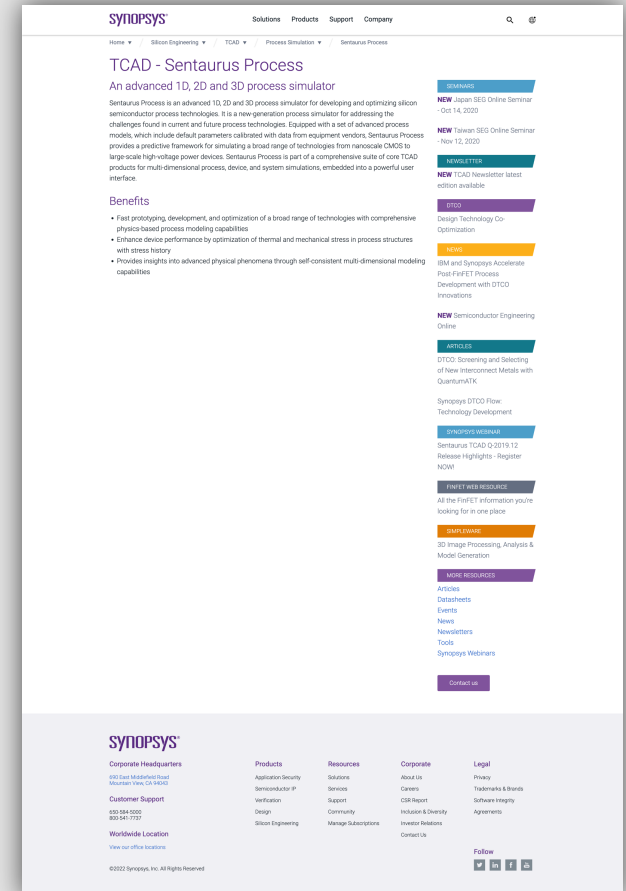 SYNOPSYS®
Solutions Products Support Company
Home ▼ / Silicon Engineering ▼ / TCAD ▼ / Process Simulation ▼ / Sentaurus Process
TCAD - Sentaurus Process
An advanced 1D, 2D and 3D process simulator
Sentaurus Process is an advanced 1D, 2D and 3D process simulator for developing and optimizing silicon
semiconductor process technologies. It is a new-generation process simulator for addressing the
challenges found in current and future process technologies. Equipped with a set of advanced process
models, which include default parameters calibrated with data from equipment vendors, Sentaurus Process
provides a predictive framework for simulating a broad range of technologies from nanoscale CMOS to
large-scale high-voltage power devices. Sentaurus Process is part of a comprehensive suite of core TCAD
products for multi-dimensional process, device, and system simulations, embedded into a powerful user
interface.
Benefits
• Fast prototyping, development, and optimization of a broad range of technologies with comprehensive
physics-based process modeling capabilities
• Enhance device performance by optimization of thermal and mechanical stress in process structures
with stress history
• Provides insights into advanced physical phenomena through self-consistent multi-dimensional modeling
capabilities
SEMINARS
NEW Japan SEG Online Seminar
- Oct 14, 2020
NEW Taiwan SEG Online Seminar
- Nov 12, 2020
NEWSLETTER
NEW TCAD Newsletter latest
edition available
DTCO
Design Technology Co-
Optimization
NEWS
IBM and Synopsys Accelerate
Post-FinFET Process
Development with DTCO
Innovations
NEW Semiconductor Engineering
Online
ARTICLES
DTCO: Screening and Selecting
of New Interconnect Metals with
QuantumATK
Synopsys DTCO Flow:
Technology Development
SYNOPSYS WEBINAR
Sentaurus TCAD Q-2019.12
Release Highlights - Register
NOW!
FINFET WEB RESOURCE
All the FinFET information you're
looking for in one place
SIMPLEWARE
3D Image Processing, Analysis &
Model Generation
MORE RESOURCES
Articles
Datasheets
Events
News
Newsletters
Tools
Synopsys Webinars
Contact us
SYNOPSYS®
Corporate Headquarters
690 East Middlefield Road
Mountain View, CA 94043
Customer Support
650-584-5000
800-541-7737
Worldwide Location
View our office locations
©2022 Synopsys, Inc. All Rights Reserved
Products
Application Security
Semiconductor IP
Verification
Design
Silicon Engineering
Resources
Solutions
Services
Support
Community
Manage Subscriptions
Corporate
About Us
Careers
CSR Report
Inclusion & Diversity
Investor Relations
Contact Us
Legal
Privacy
Trademarks & Brands
Software Integrity
Agreements
Follow